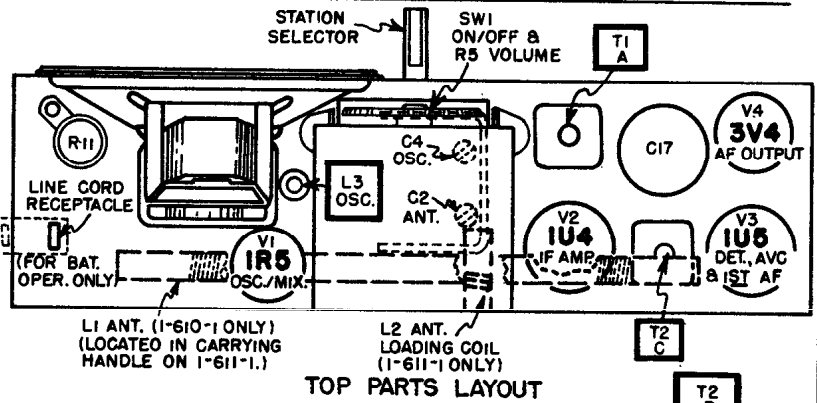 STATION
SELECTOR
SW1
ON/OFF &
R5 VOLUME
T1
A
R-11
C4
OSC.
C17
V4
3V4
AF OUTPUT
LINE CORD
RECEPTACLE
L3
OSC.
C2
ANT.
V1
1R5
OSC./MIX.
V2
1U4
IF AMP.
V3
1U5
DET., AVC
& 1ST AF
(FOR BAT.
OPER. ONLY)
L1 ANT. (1-610-1 ONLY)
(LOCATED IN CARRYING
HANDLE ON 1-611-1.)
L2 ANT.
LOADING COIL
(1-611-1 ONLY)
T2
C
TOP PARTS LAYOUT
T2